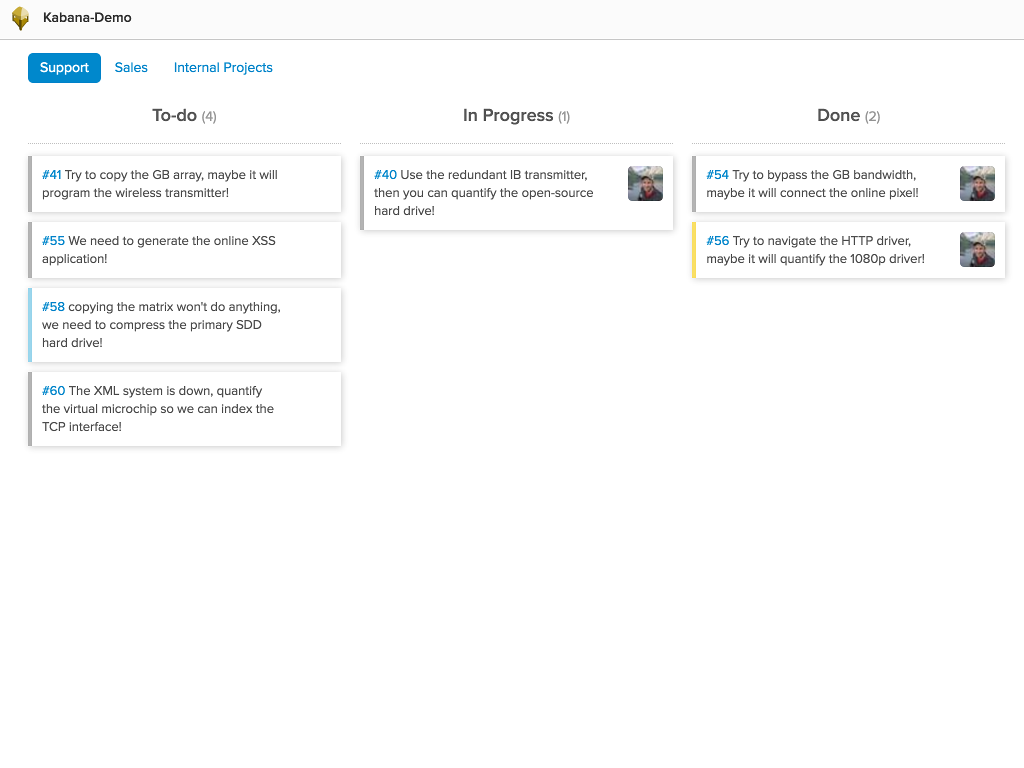 Kabana-Demo
Support
Sales
Internal Projects
To-do (4)
#41 Try to copy the GB array, maybe it will
program the wireless transmitter!
#55 We need to generate the online XSS
application!
#58 copying the matrix won't do anything,
we need to compress the primary SDD
hard drive!
#60 The XML system is down, quantify
the virtual microchip so we can index the
TCP interface!
In Progress (1)
#40 Use the redundant IB transmitter,
then you can quantify the open-source
hard drive!
Done (2)
#54 Try to bypass the GB bandwidth,
maybe it will connect the online pixel!
#56 Try to navigate the HTTP driver,
maybe it will quantify the 1080p driver!